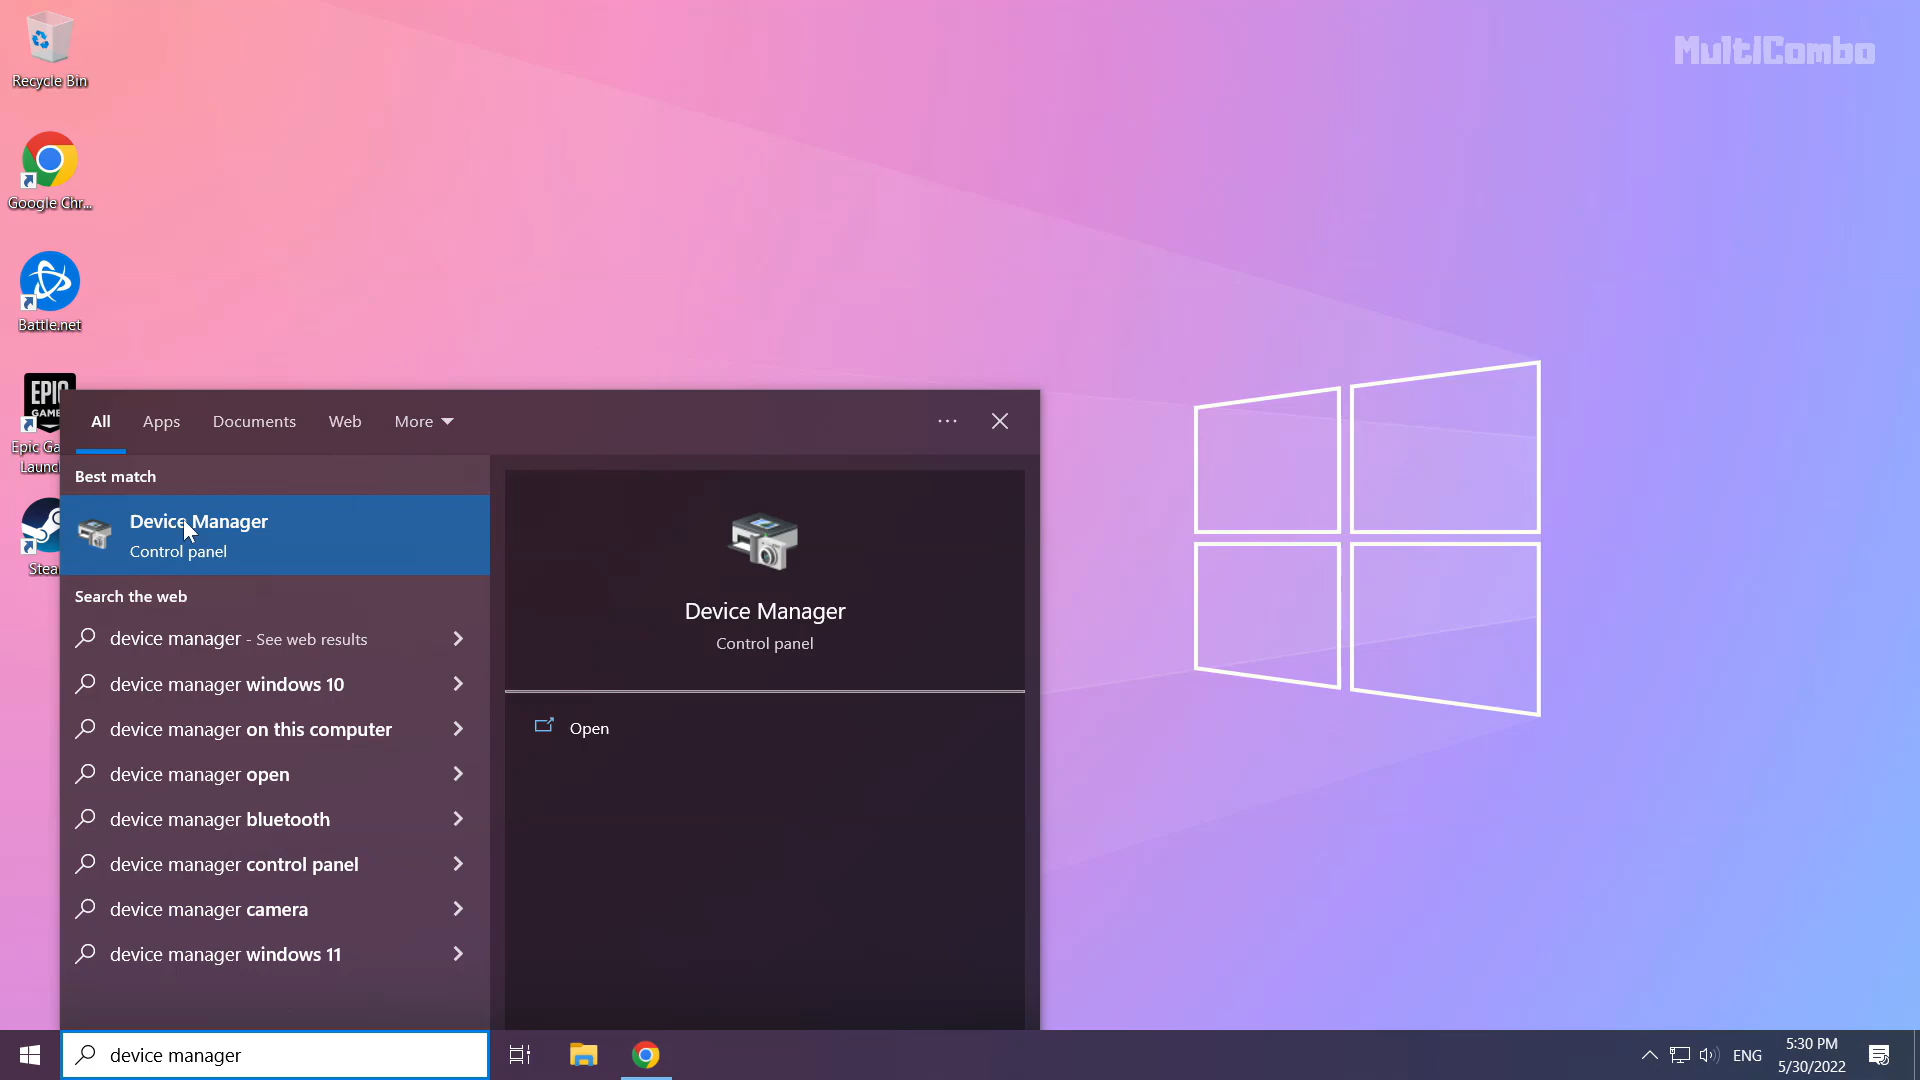 MultiCombo
Recycle Bin
Google Chr...
Battle.net
EPIC
GAME
Epic Ga
Launc
Stea
All
Apps
Documents
Web
More
Best match
Device Manager
Control panel
Search the web
device manager - See web results
device manager windows 10
device manager on this computer
device manager open
device manager bluetooth
device manager control panel
device manager camera
device manager windows 11
Device Manager
Control panel
Open
device manager
ENG
5:30 PM
5/30/2022